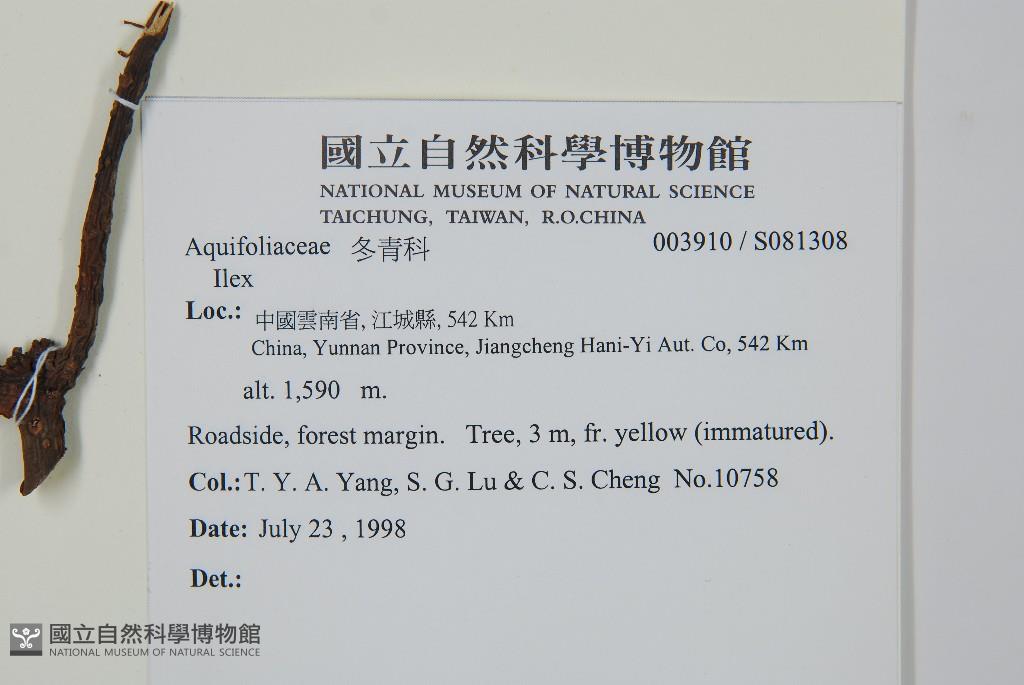 國立自然科學博物館
NATIONAL MUSEUM OF NATURAL SCIENCE
TAICHUNG, TAIWAN, R.O.CHINA
Aquifoliaceae 冬青科 003910 / S081308
Ilex
Loc.: 中國雲南省, 江城縣, 542 Km
China, Yunnan Province, Jiangcheng Hani-Yi Aut. Co, 542 Km
alt. 1,590 m.
Roadside, forest margin. Tree, 3 m, fr. yellow (immatured).
Col.: T. Y. A. Yang, S. G. Lu & C. S. Cheng No.10758
Date: July 23 , 1998
Det.:
國立自然科學博物館
NATIONAL MUSEUM OF NATURAL SCIENCE